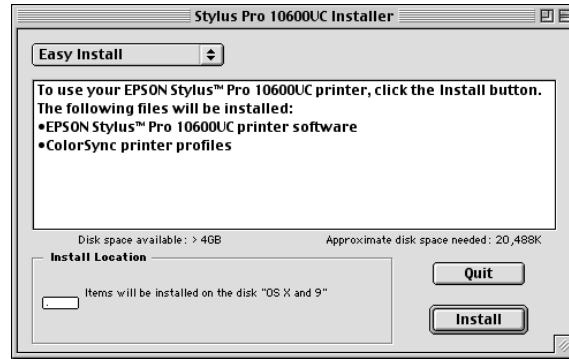 Stylus Pro 10600UC Installer
Easy Install
To use your EPSON Stylus™ Pro 10600UC printer, click the Install button.
The following files will be installed:
•EPSON Stylus™ Pro 10600UC printer software
•ColorSync printer profiles
Disk space available: > 4GB
Approximate disk space needed: 20,488K
Install Location
Items will be installed on the disk "OS X and 9"
Quit
Install